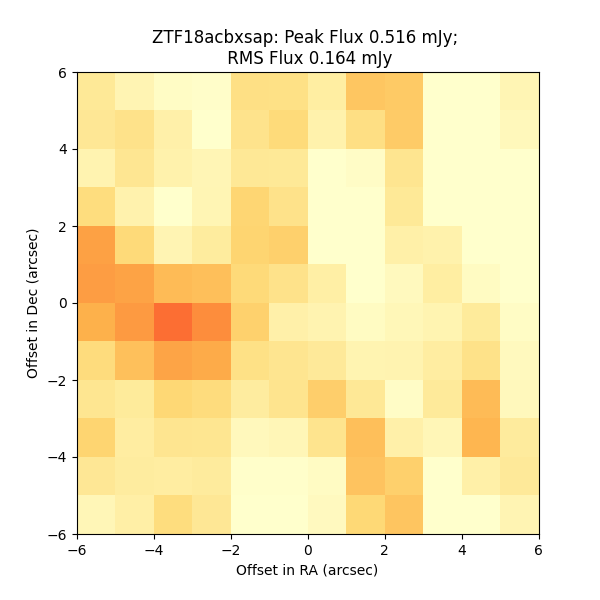 ZTF18acbxsap: Peak Flux 0.516 mJy;
RMS Flux 0.164 mJy
6
4
2
0
−2
−4
−6
Offset in Dec (arcsec)
−6 −4 −2 0 2 4 6
Offset in RA (arcsec)